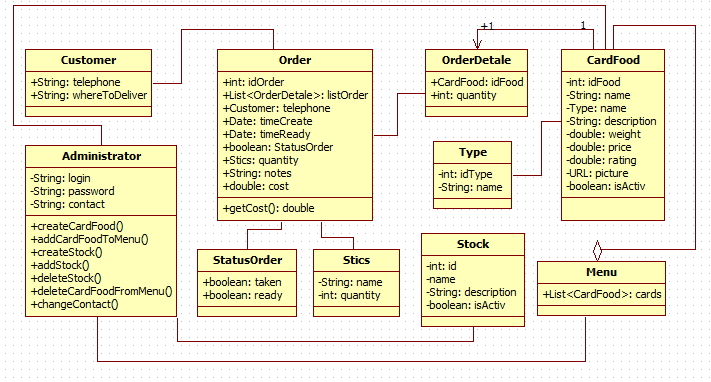 +1
1
Customer
+String: telephone
+String: whereToDeliver
Order
+int: idOrder
+List<OrderDetale>: listOrder
+Customer: telephone
+Date: timeCreate
+Date: timeReady
+boolean: StatusOrder
+Stics: quantity
+String: notes
+double: cost
+getCost(): double
OrderDetale
+CardFood: idFood
+int: quantity
CardFood
-int: idFood
-String: name
-Type: name
-String: description
-double: weight
-double: price
-double: rating
-URL: picture
-boolean: isActiv
Administrator
-String: login
-String: password
-String: contact
+createCardFood()
+addCardFoodToMenu()
+createStock()
+addStock()
+deleteStock()
+deleteCardFoodFromMenu()
+changeContact()
Type
-int: idType
-String: name
StatusOrder
+boolean: taken
+boolean: ready
Stics
-String: name
-int: quantity
Stock
-int: id
-name
-String: description
-boolean: isActiv
Menu
+List<CardFood>: cards